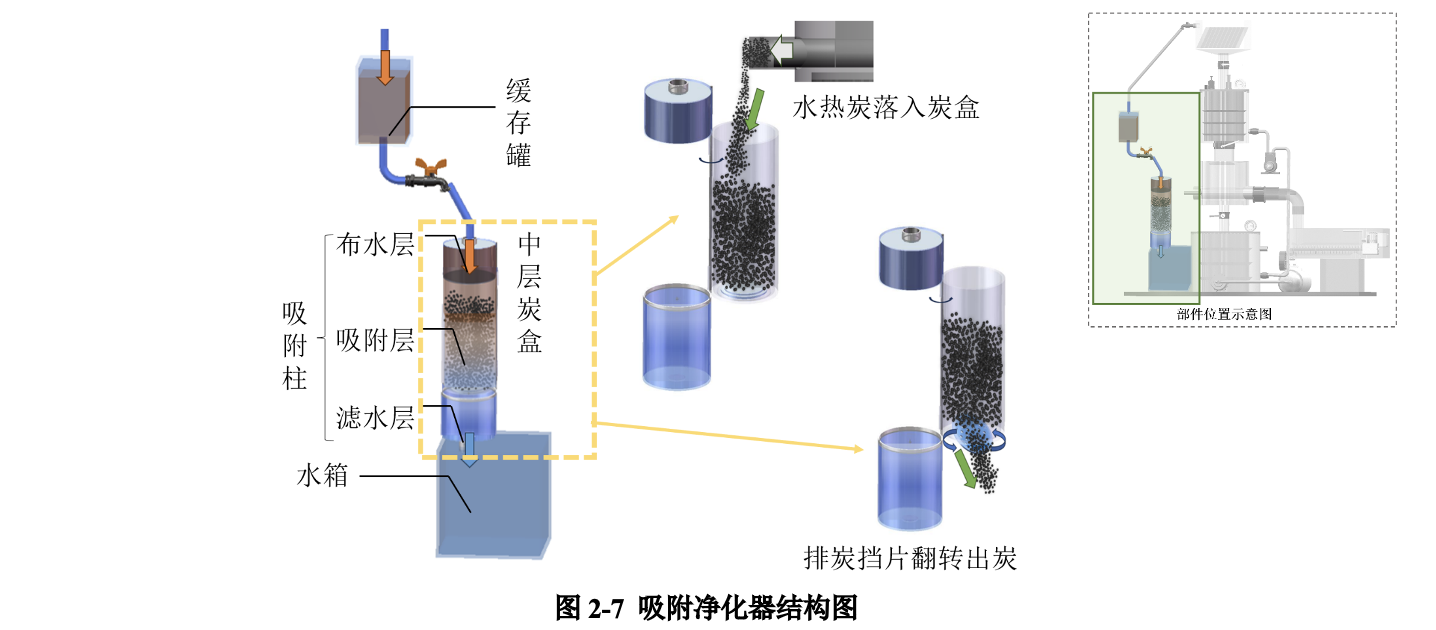 缓存罐
水热炭落入炭盒
布水层
中层炭盒
吸附柱
吸附层
滤水层
水箱
排炭挡片翻转出炭
部件位置示意图
图 2-7 吸附净化器结构图